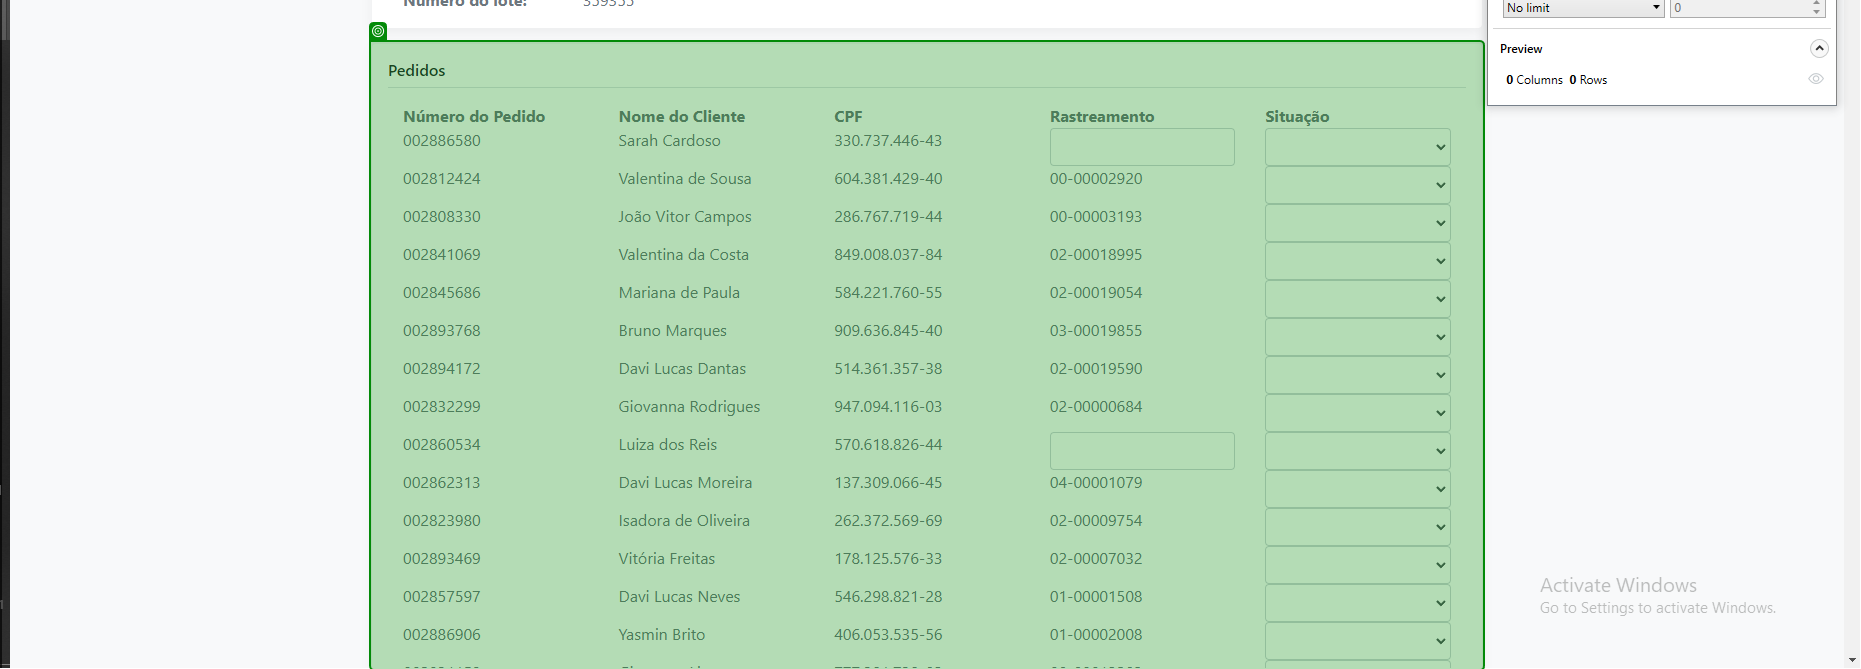 Número do lote: 359355
No limit 0
Preview
0 Columns 0 Rows
Pedidos
Número do Pedido Nome do Cliente CPF Rastreamento Situação
002886580 Sarah Cardoso 330.737.446-43
002812424 Valentina de Sousa 604.381.429-40 00-00002920
002808330 João Vitor Campos 286.767.719-44 00-00003193
002841069 Valentina da Costa 849.008.037-84 02-00018995
002845686 Mariana de Paula 584.221.760-55 02-00019054
002893768 Bruno Marques 909.636.845-40 03-00019855
002894172 Davi Lucas Dantas 514.361.357-38 02-00019590
002832299 Giovanna Rodrigues 947.094.116-03 02-00000684
002860534 Luiza dos Reis 570.618.826-44
002862313 Davi Lucas Moreira 137.309.066-45 04-00001079
002823980 Isadora de Oliveira 262.372.569-69 02-00009754
002893469 Vitória Freitas 178.125.576-33 02-00007032
002857597 Davi Lucas Neves 546.298.821-28 01-00001508
002886906 Yasmin Brito 406.053.535-56 01-00002008
Activate Windows
Go to Settings to activate Windows.